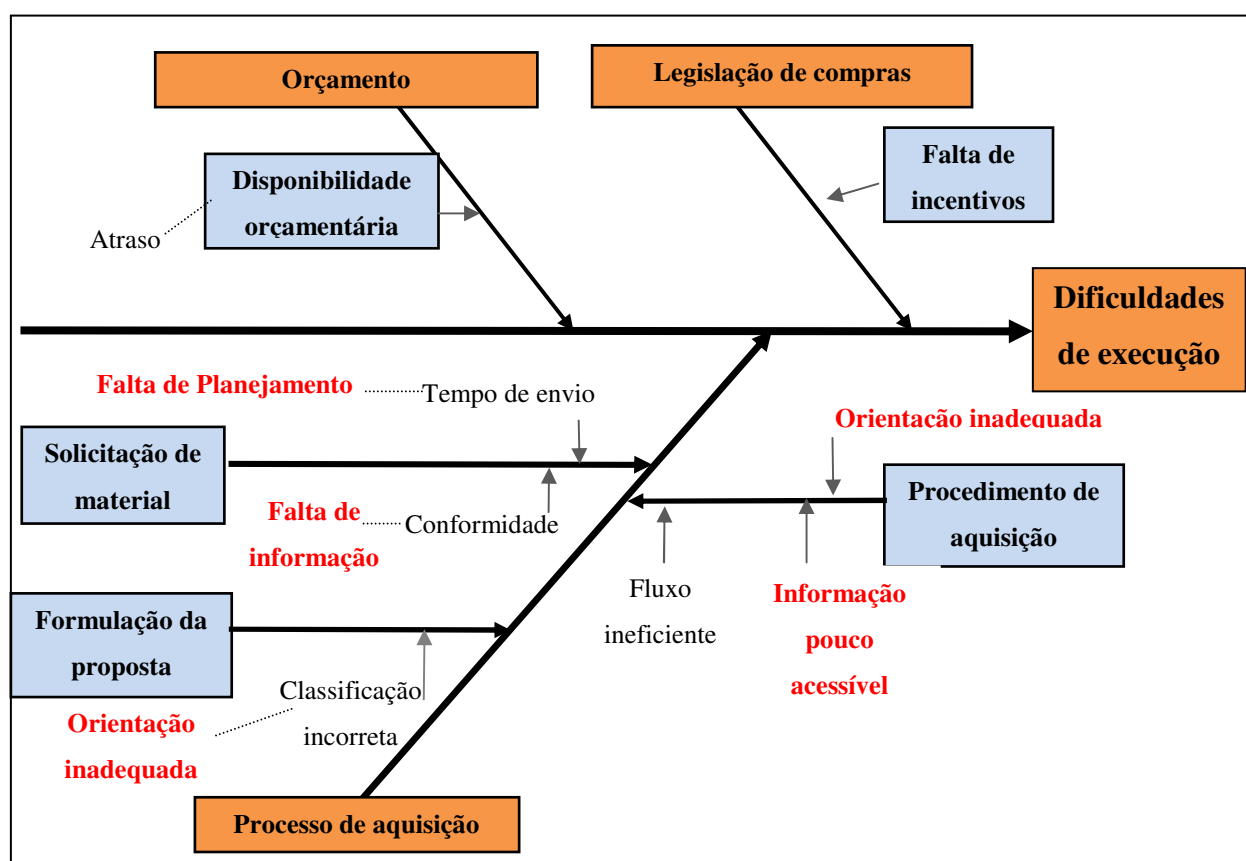 Orçamento
Legislação de compras
Disponibilidade
orçamentária
Atraso
Falta de
incentivos
Dificuldades
de execução
Falta de Planejamento
Tempo de envio
Orientação inadequada
Solicitação de
material
Falta de
informação
Conformidade
Procedimento de
aquisição
Fluxo
ineficiente
Informação
pouco
acessível
Formulação da
proposta
Classificação
incorreta
Orientação
inadequada
Processo de aquisição